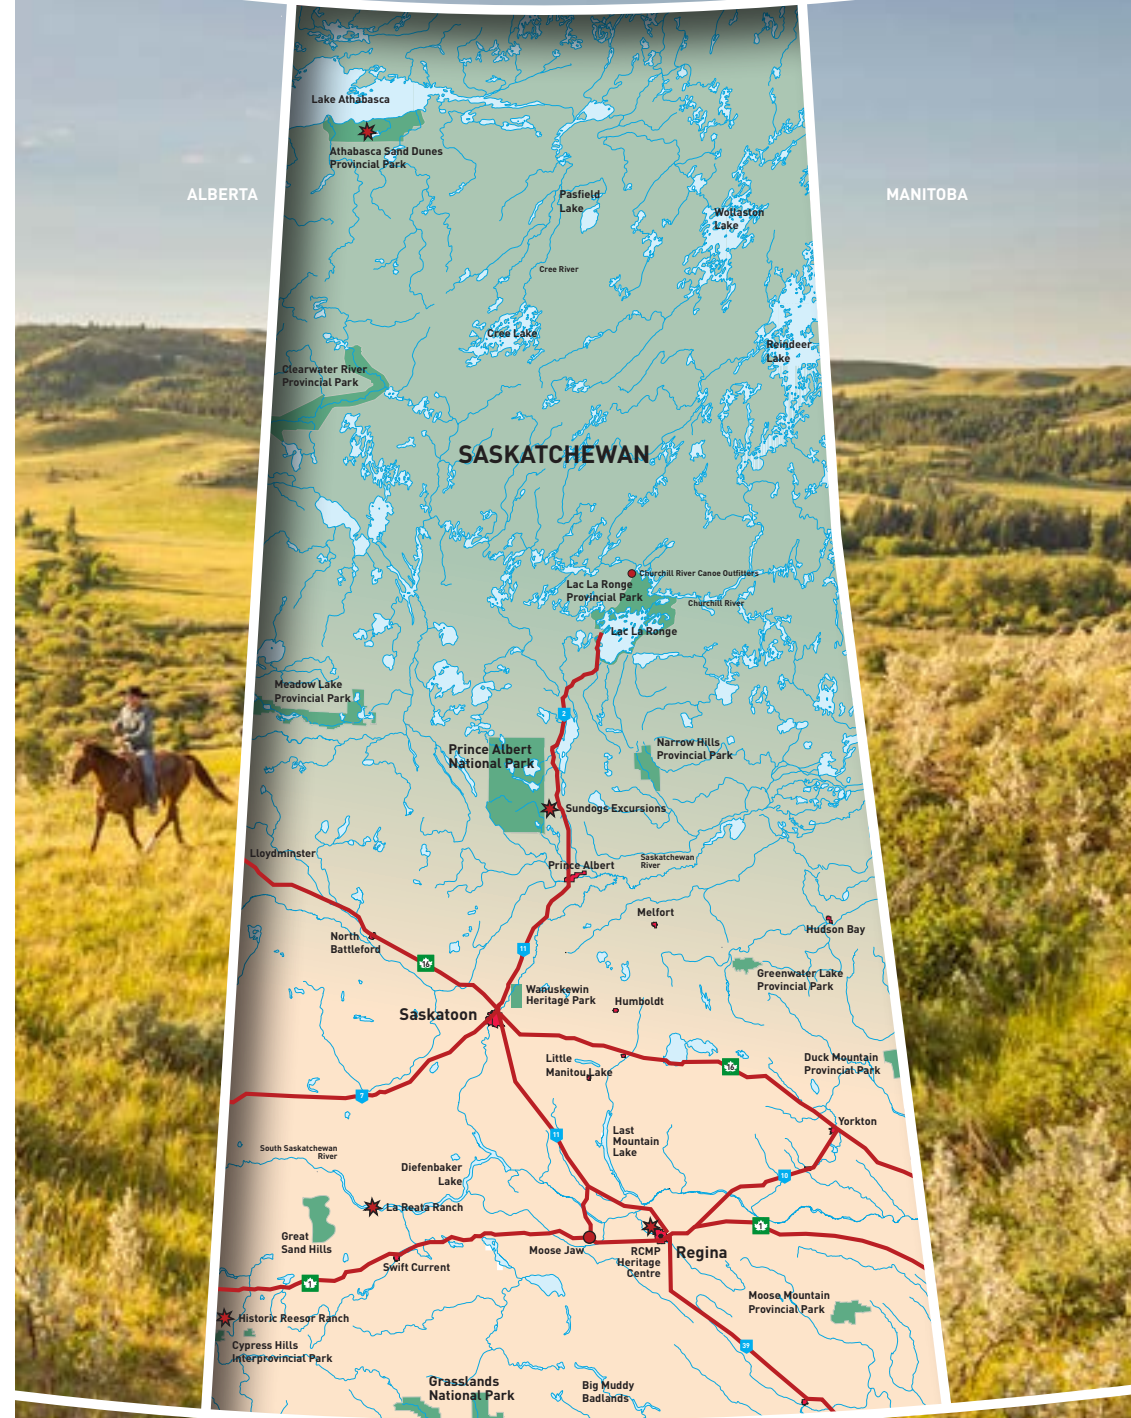 Lake Athabasca
Athabasca Sand Dunes
Provincial Park
ALBERTA
MANITOBA
Pasfield
Lake
Wollaston
Lake
Cree River
Cree Lake
Reindeer
Lake
Clearwater River
Provincial Park
SASKATCHEWAN
Churchill River Canoe Outfitters
Lac La Ronge
Provincial Park
Churchill River
Lac La Ronge
Meadow Lake
Provincial Park
2
Prince Albert
National Park
Narrow Hills
Provincial Park
Sundogs Excursions
Lloydminster
Prince Albert
Saskatchewan
River
Melfort
Hudson Bay
North
Battleford
11
16
Greenwater Lake
Provincial Park
Wanuskewin
Heritage Park
Humboldt
Saskatoon
Little
Manitou Lake
16
Duck Mountain
Provincial Park
7
Yorkton
11
Last
Mountain
Lake
South Saskatchewan
River
Diefenbaker
Lake
10
La Reata Ranch
Great
Sand Hills
1
Moose Jaw
RCMP
Heritage
Centre
Regina
Swift Current
1
Moose Mountain
Provincial Park
Historic Reesor Ranch
Cypress Hills
Interprovincial Park
39
Grasslands
National Park
Big Muddy
Badlands